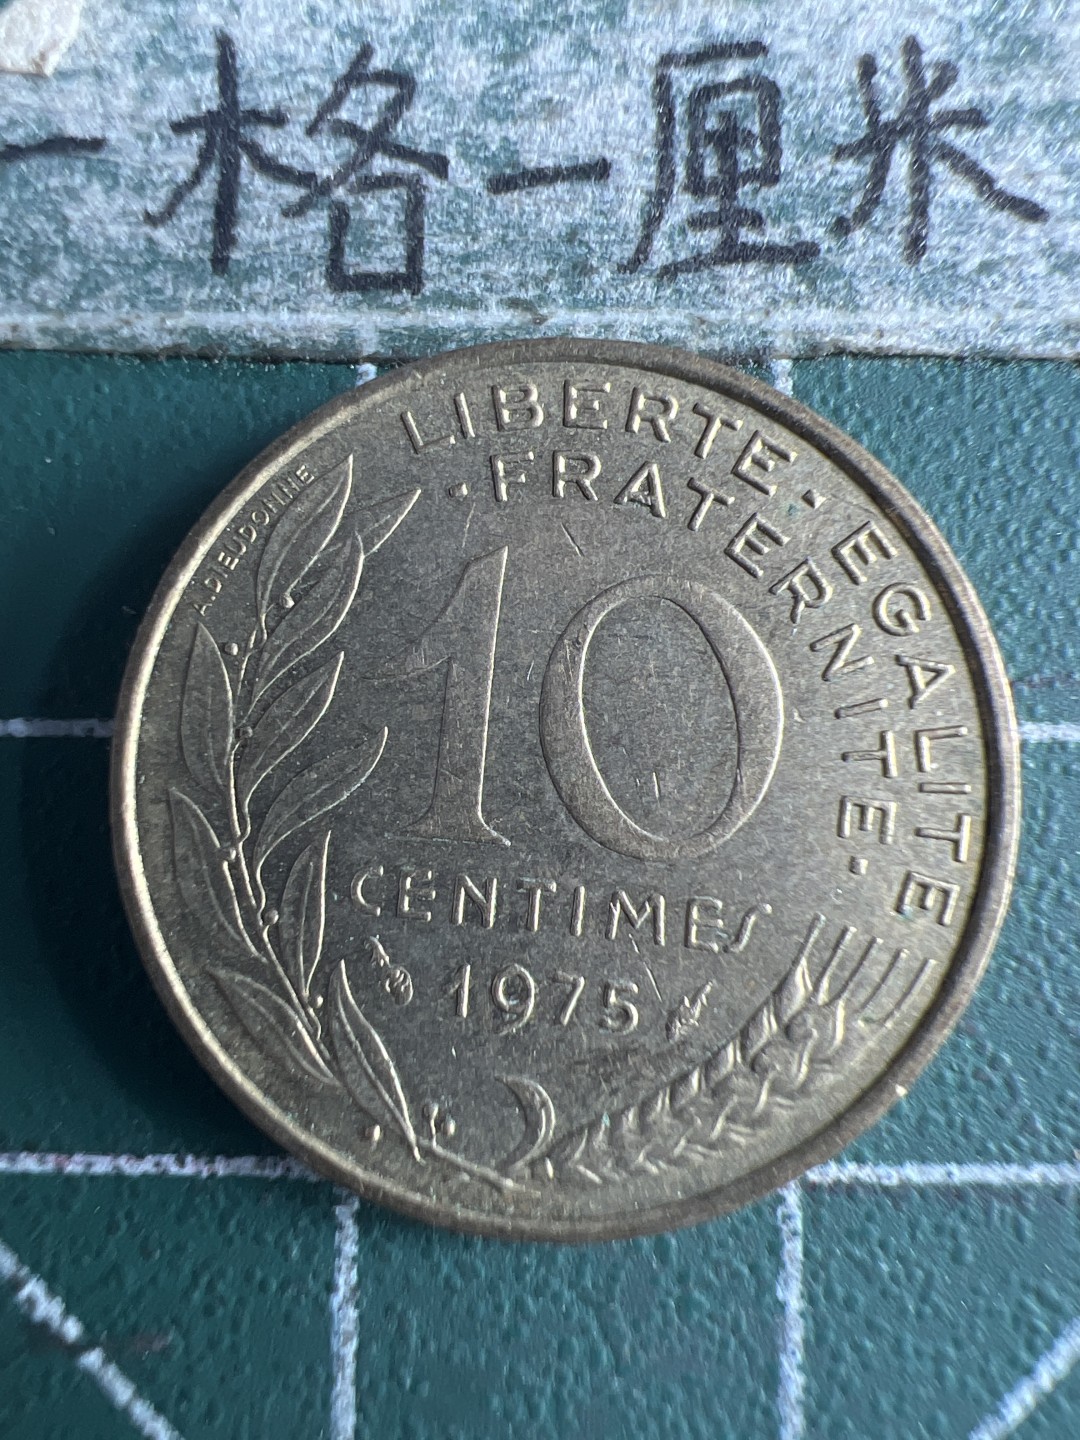 一格一厘米
LIBERTE·EGALITE
·FRATERNITE·
A.DIEUDONNE
10
CENTIMES
1975